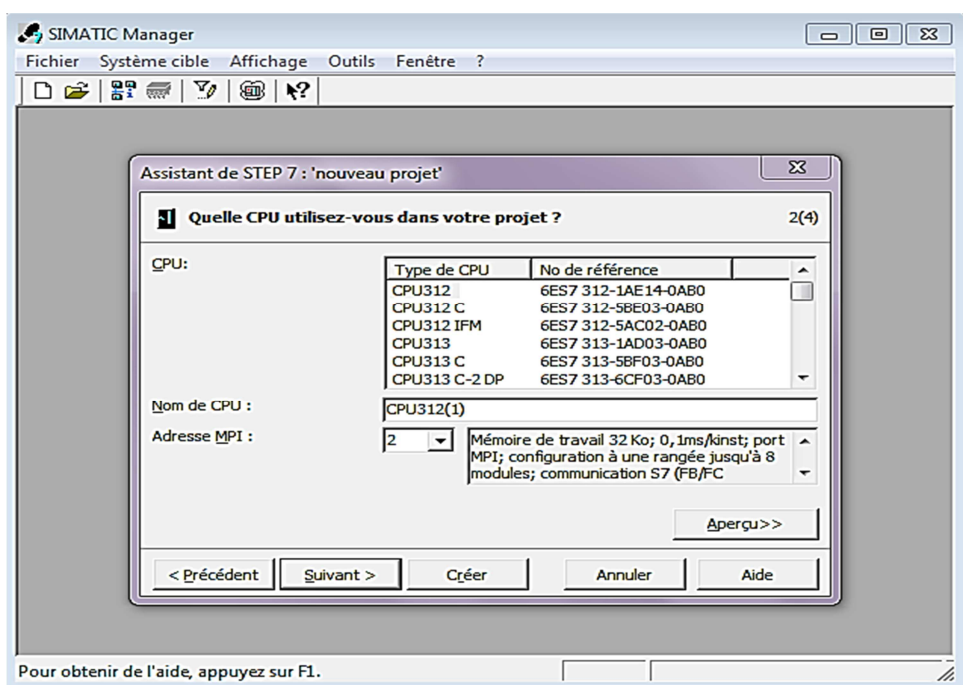 SIMATIC Manager
Fichier Système cible Affichage Outils Fenêtre ?
Assistant de STEP 7 : 'nouveau projet'
Quelle CPU utilisez-vous dans votre projet ? 2(4)
CPU:
Type de CPU No de référence
CPU312 6ES7 312-1AE14-0AB0
CPU312 C 6ES7 312-5BE03-0AB0
CPU312 IFM 6ES7 312-5AC02-0AB0
CPU313 6ES7 313-1AD03-0AB0
CPU313 C 6ES7 313-5BF03-0AB0
CPU313 C-2 DP 6ES7 313-6CF03-0AB0
Nom de CPU : CPU312(1)
Adresse MPI : 2
Mémoire de travail 32 Ko; 0,1ms/kinst; port
MPI; configuration à une rangée jusqu'à 8
modules; communication S7 (FB/FC
Aperçu>>
< Précédent Suivant > Créer Annuler Aide
Pour obtenir de l'aide, appuyez sur F1.